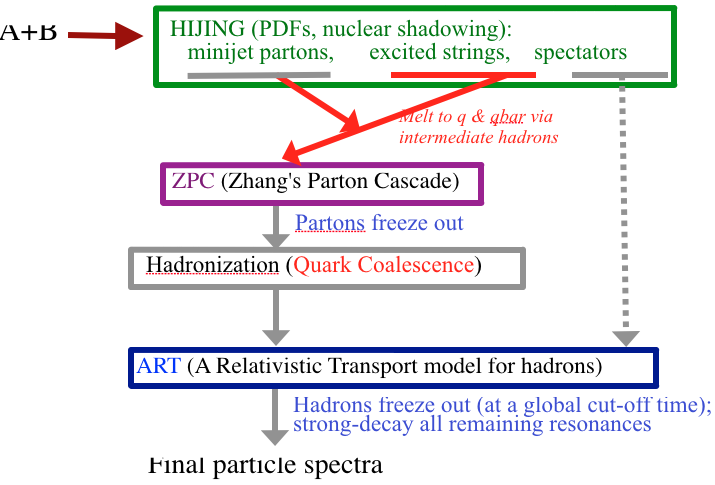 A+B
HIJING (PDFs, nuclear shadowing):
minijet partons, excited strings, spectators
Melt to q & qbar via
intermediate hadrons
ZPC (Zhang's Parton Cascade)
Partons freeze out
Hadronization (Quark Coalescence)
ART (A Relativistic Transport model for hadrons)
Hadrons freeze out (at a global cut-off time);
strong-decay all remaining resonances
Final particle spectra